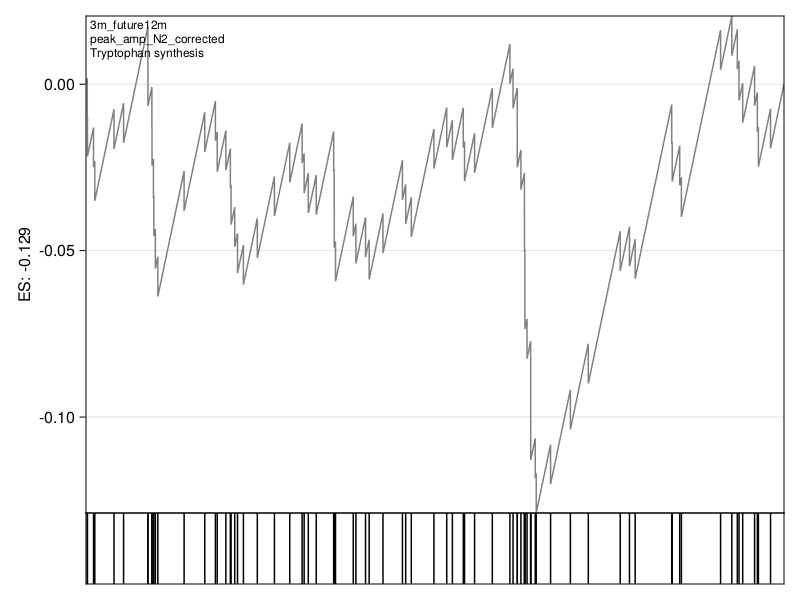 3m_future12m
peak_amp_N2_corrected
Tryptophan synthesis
0.00
-0.05
-0.10
ES: -0.129